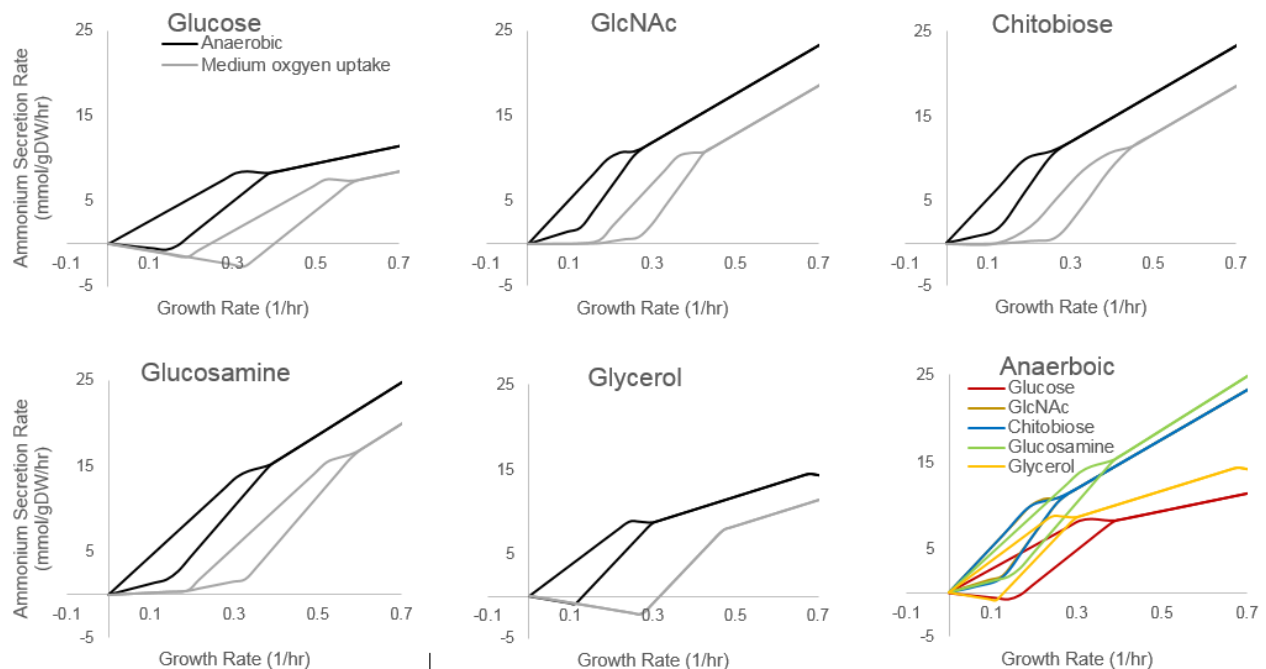 Glucose
Anaerobic
Medium oxgyen uptake
Ammonium Secretion Rate
(mmol/gDW/hr)
25
15
5
-5
-0.1 0.1 0.3 0.5 0.7
Growth Rate (1/hr)
GlcNAc
25
15
5
-5
-0.1 0.1 0.3 0.5 0.7
Growth Rate (1/hr)
Chitobiose
25
15
5
-5
-0.1 0.1 0.3 0.5 0.7
Growth Rate (1/hr)
Glucosamine
Ammonium Secretion Rate
(mmol/gDW/hr)
25
15
5
-5
-0.1 0.1 0.3 0.5 0.7
Growth Rate (1/hr)
Glycerol
25
15
5
-5
-0.1 0.1 0.3 0.5 0.7
Growth Rate (1/hr)
Anaerboic
Glucose
GlcNAc
Chitobiose
Glucosamine
Glycerol
25
15
5
-5
-0.1 0.1 0.3 0.5 0.7
Growth Rate (1/hr)